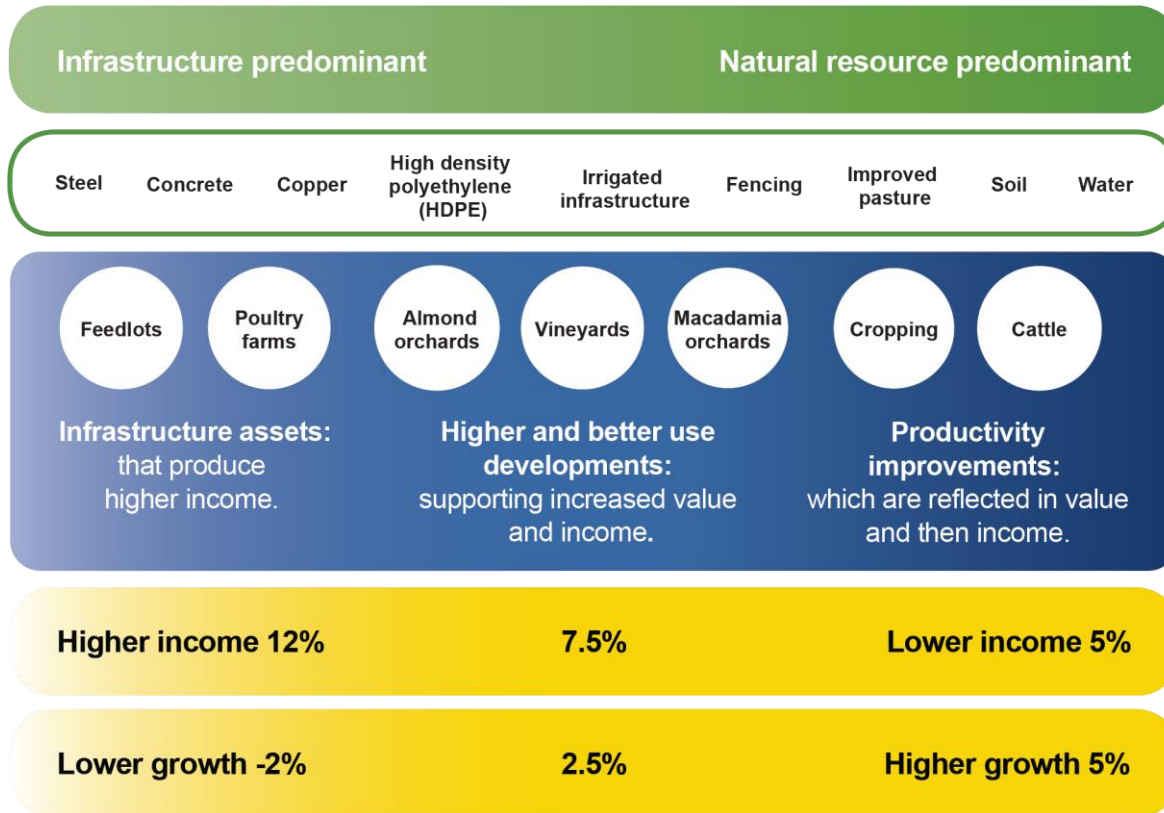 Infrastructure predominant
Natural resource predominant
Steel
Concrete
Copper
High density
polyethylene
(HDPE)
Irrigated
infrastructure
Fencing
Improved
pasture
Soil
Water
Feedlots
Poultry
farms
Almond
orchards
Vineyards
Macadamia
orchards
Cropping
Cattle
Infrastructure assets:
that produce
higher income.
Higher and better use
developments:
supporting increased value
and income.
Productivity
improvements:
which are reflected in value
and then income.
Higher income 12%
7.5%
Lower income 5%
Lower growth -2%
2.5%
Higher growth 5%